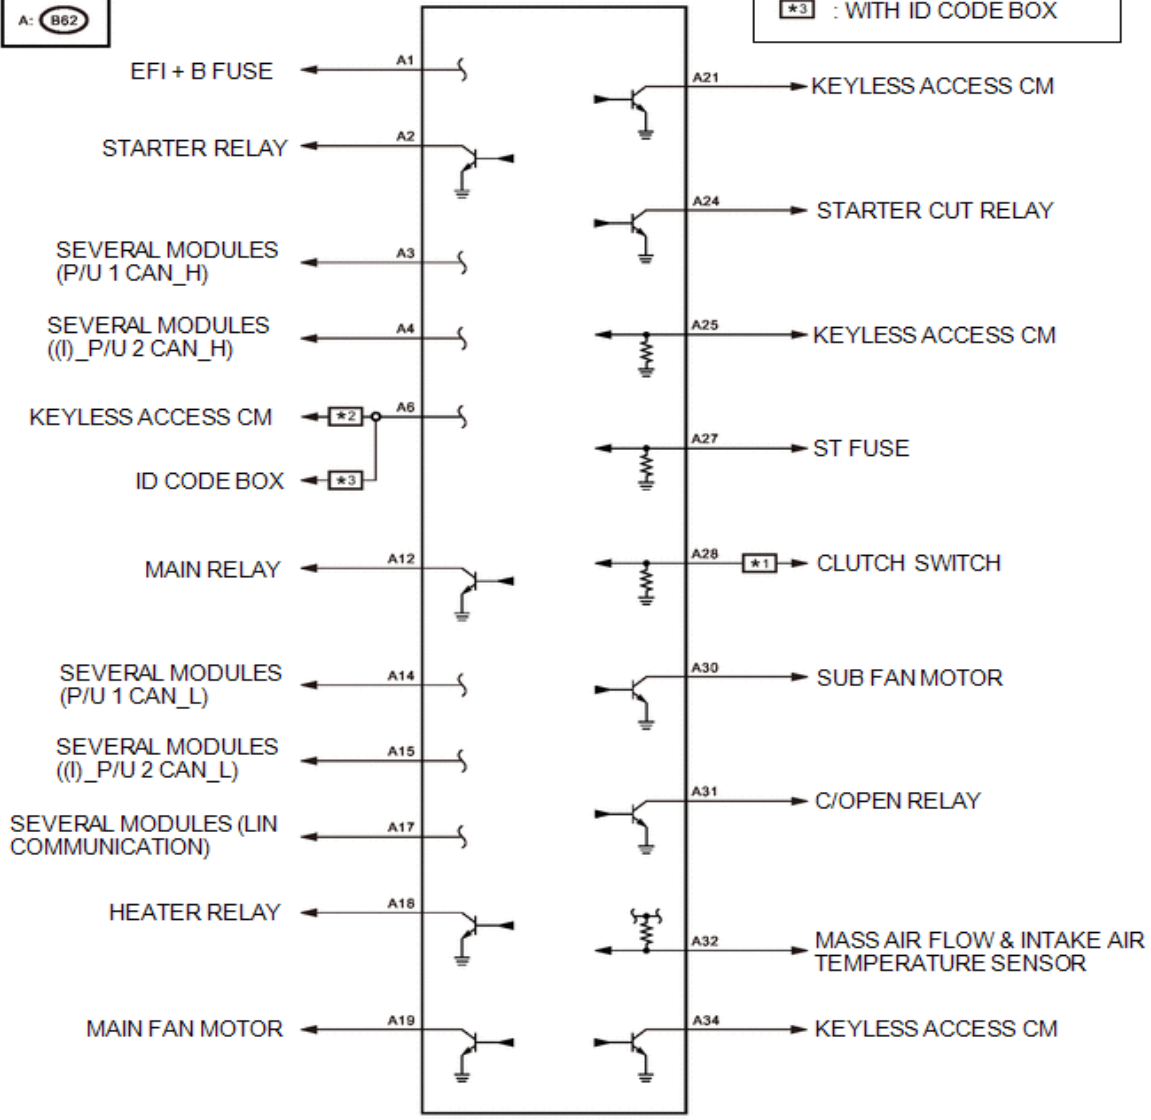 A: B62
*3 : WITH ID CODE BOX
EFI + B FUSE A1
A21 KEYLESS ACCESS CM
STARTER RELAY A2
A24 STARTER CUT RELAY
SEVERAL MODULES
(P/U 1 CAN_H) A3
SEVERAL MODULES
((I)_P/U 2 CAN_H) A4
A25 KEYLESS ACCESS CM
KEYLESS ACCESS CM *2 A6
A27 ST FUSE
ID CODE BOX *3
MAIN RELAY A12
A28 *1 CLUTCH SWITCH
SEVERAL MODULES
(P/U 1 CAN_L) A14
A30 SUB FAN MOTOR
SEVERAL MODULES
((I)_P/U 2 CAN_L) A15
A31 C/OPEN RELAY
SEVERAL MODULES (LIN
COMMUNICATION) A17
HEATER RELAY A18
A32 MASS AIR FLOW & INTAKE AIR
TEMPERATURE SENSOR
MAIN FAN MOTOR A19
A34 KEYLESS ACCESS CM